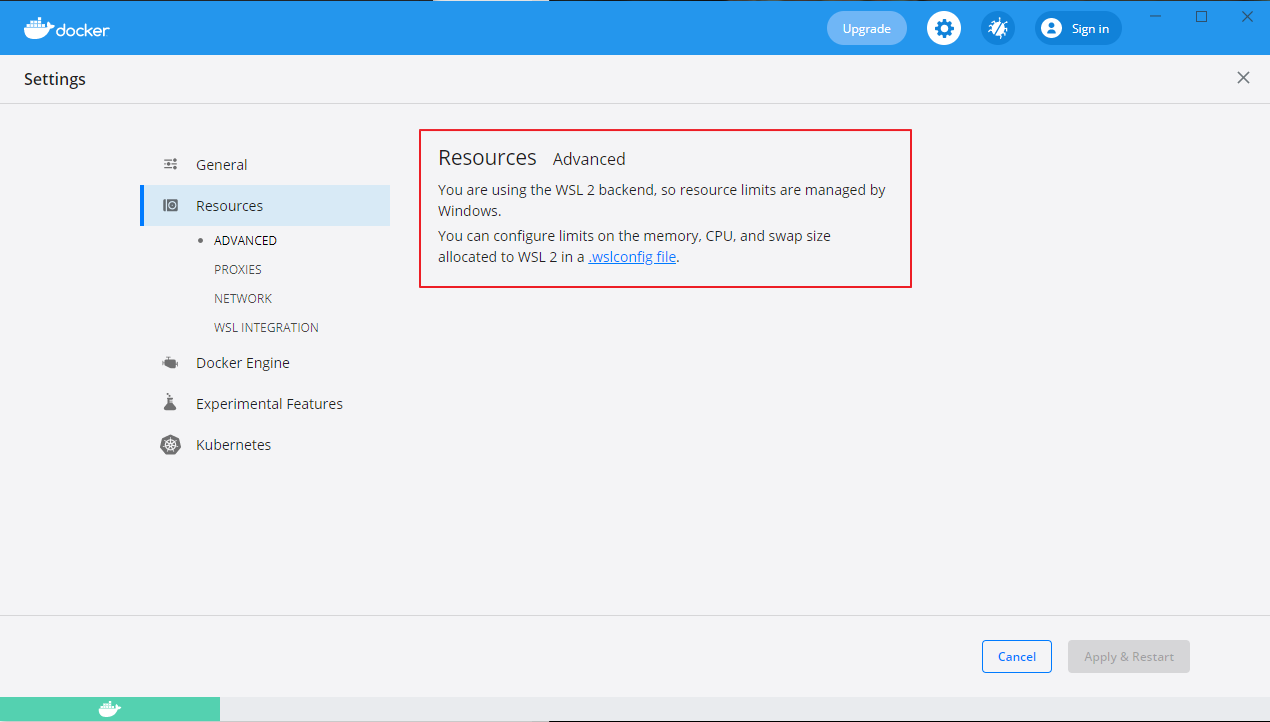 docker
Upgrade
Sign in
Settings
General
Resources
ADVANCED
PROXIES
NETWORK
WSL INTEGRATION
Docker Engine
Experimental Features
Kubernetes
Resources Advanced
You are using the WSL 2 backend, so resource limits are managed by
Windows.
You can configure limits on the memory, CPU, and swap size
allocated to WSL 2 in a .wslconfig file.
Cancel
Apply & Restart